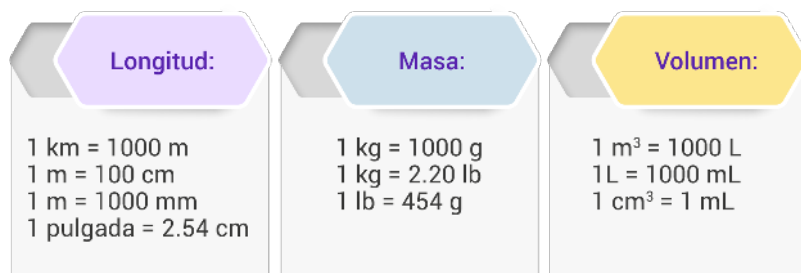 Longitud:
1 km = 1000 m
1 m = 100 cm
1 m = 1000 mm
1 pulgada = 2.54 cm
Masa:
1 kg = 1000 g
1 kg = 2.20 lb
1 lb = 454 g
Volumen:
1 m³ = 1000 L
1L = 1000 mL
1 cm³ = 1 mL